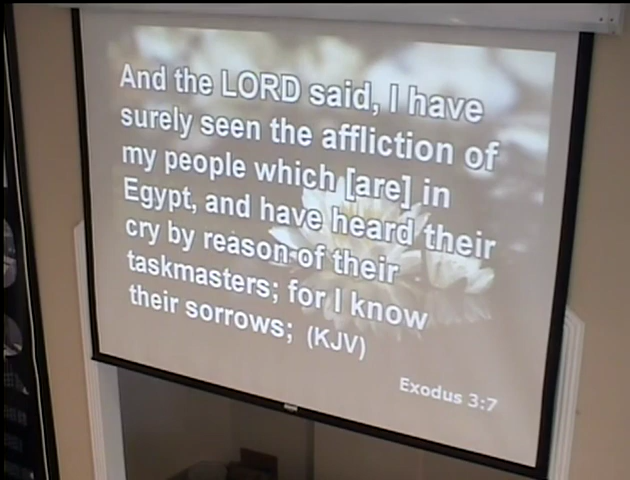 And the LORD said, I have
surely seen the affliction of
my people which [are] in
Egypt, and have heard their
cry by reason of their
taskmasters; for I know
their sorrows; (KJV)
Exodus 3:7